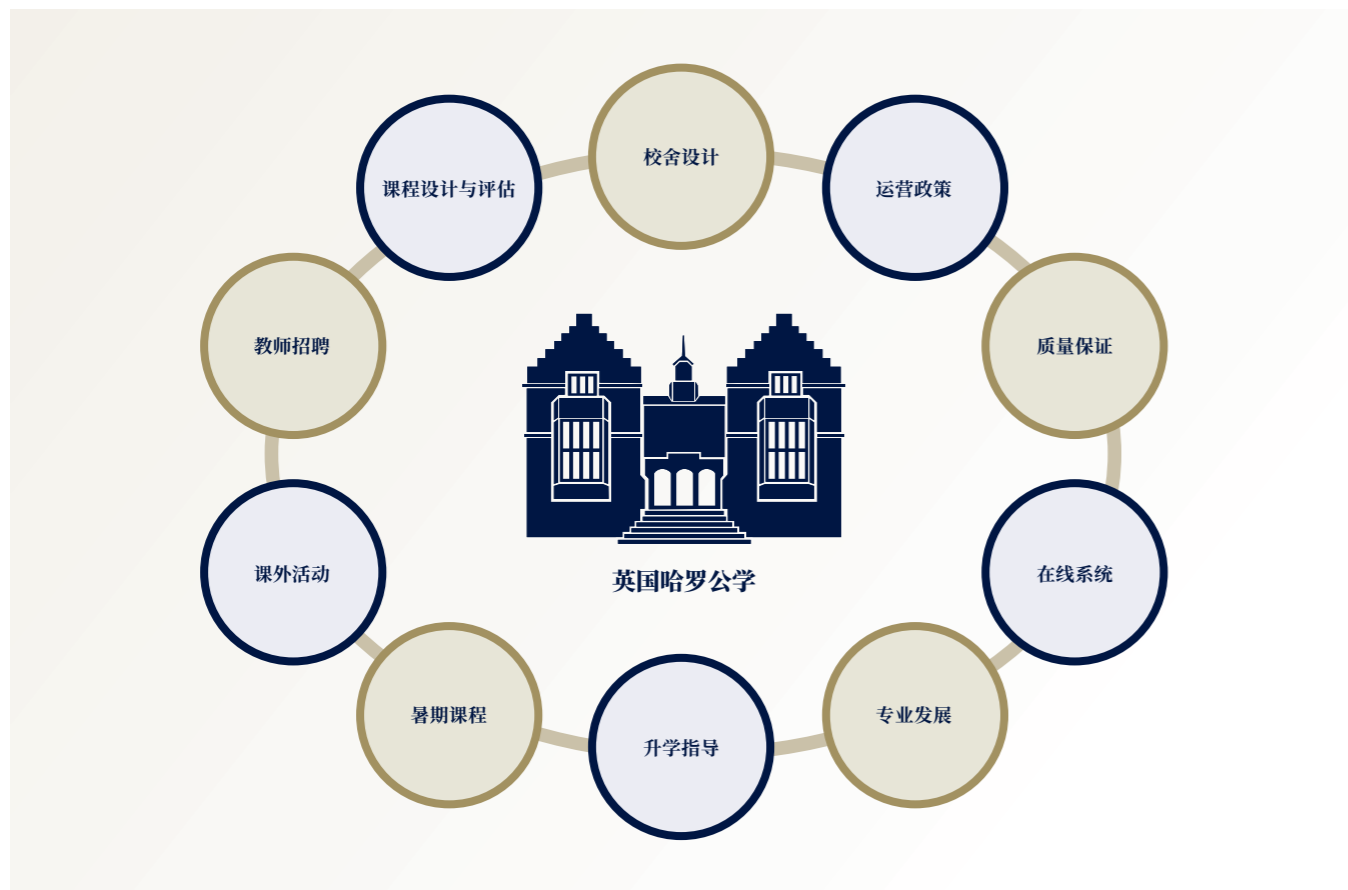 校舍设计
课程设计与评估
运营政策
教师招聘
质量保证
英国哈罗公学
课外活动
在线系统
暑期课程
专业发展
升学指导